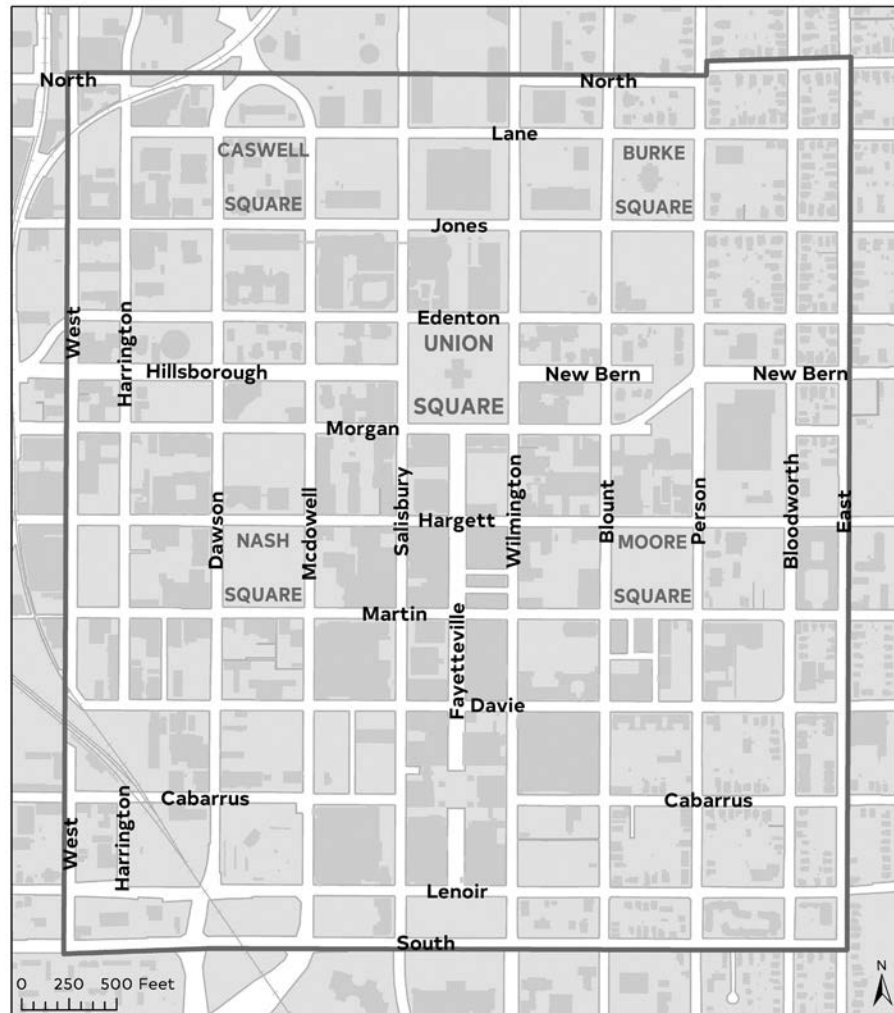 North
North
Lane
CASWELL
SQUARE
BURKE
SQUARE
Jones
Edenton
UNION
SQUARE
West
Harrington
Hillsborough
New Bern
New Bern
Morgan
Dawson
Mcdowell
Salisbury
Hargett
Wilmington
Blount
Person
Bloodworth
East
NASH
SQUARE
MOORE
SQUARE
Martin
Fayetteville
Davie
Cabarrus
Cabarrus
West
Harrington
Lenoir
South
0 250 500 Feet
N